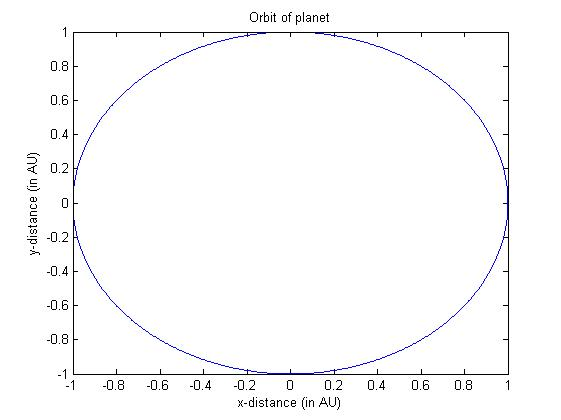 Orbit of planet
1
0.8
0.6
0.4
0.2
0
-0.2
-0.4
-0.6
-0.8
-1
y-distance (in AU)
-1 -0.8 -0.6 -0.4 -0.2 0 0.2 0.4 0.6 0.8 1
x-distance (in AU)